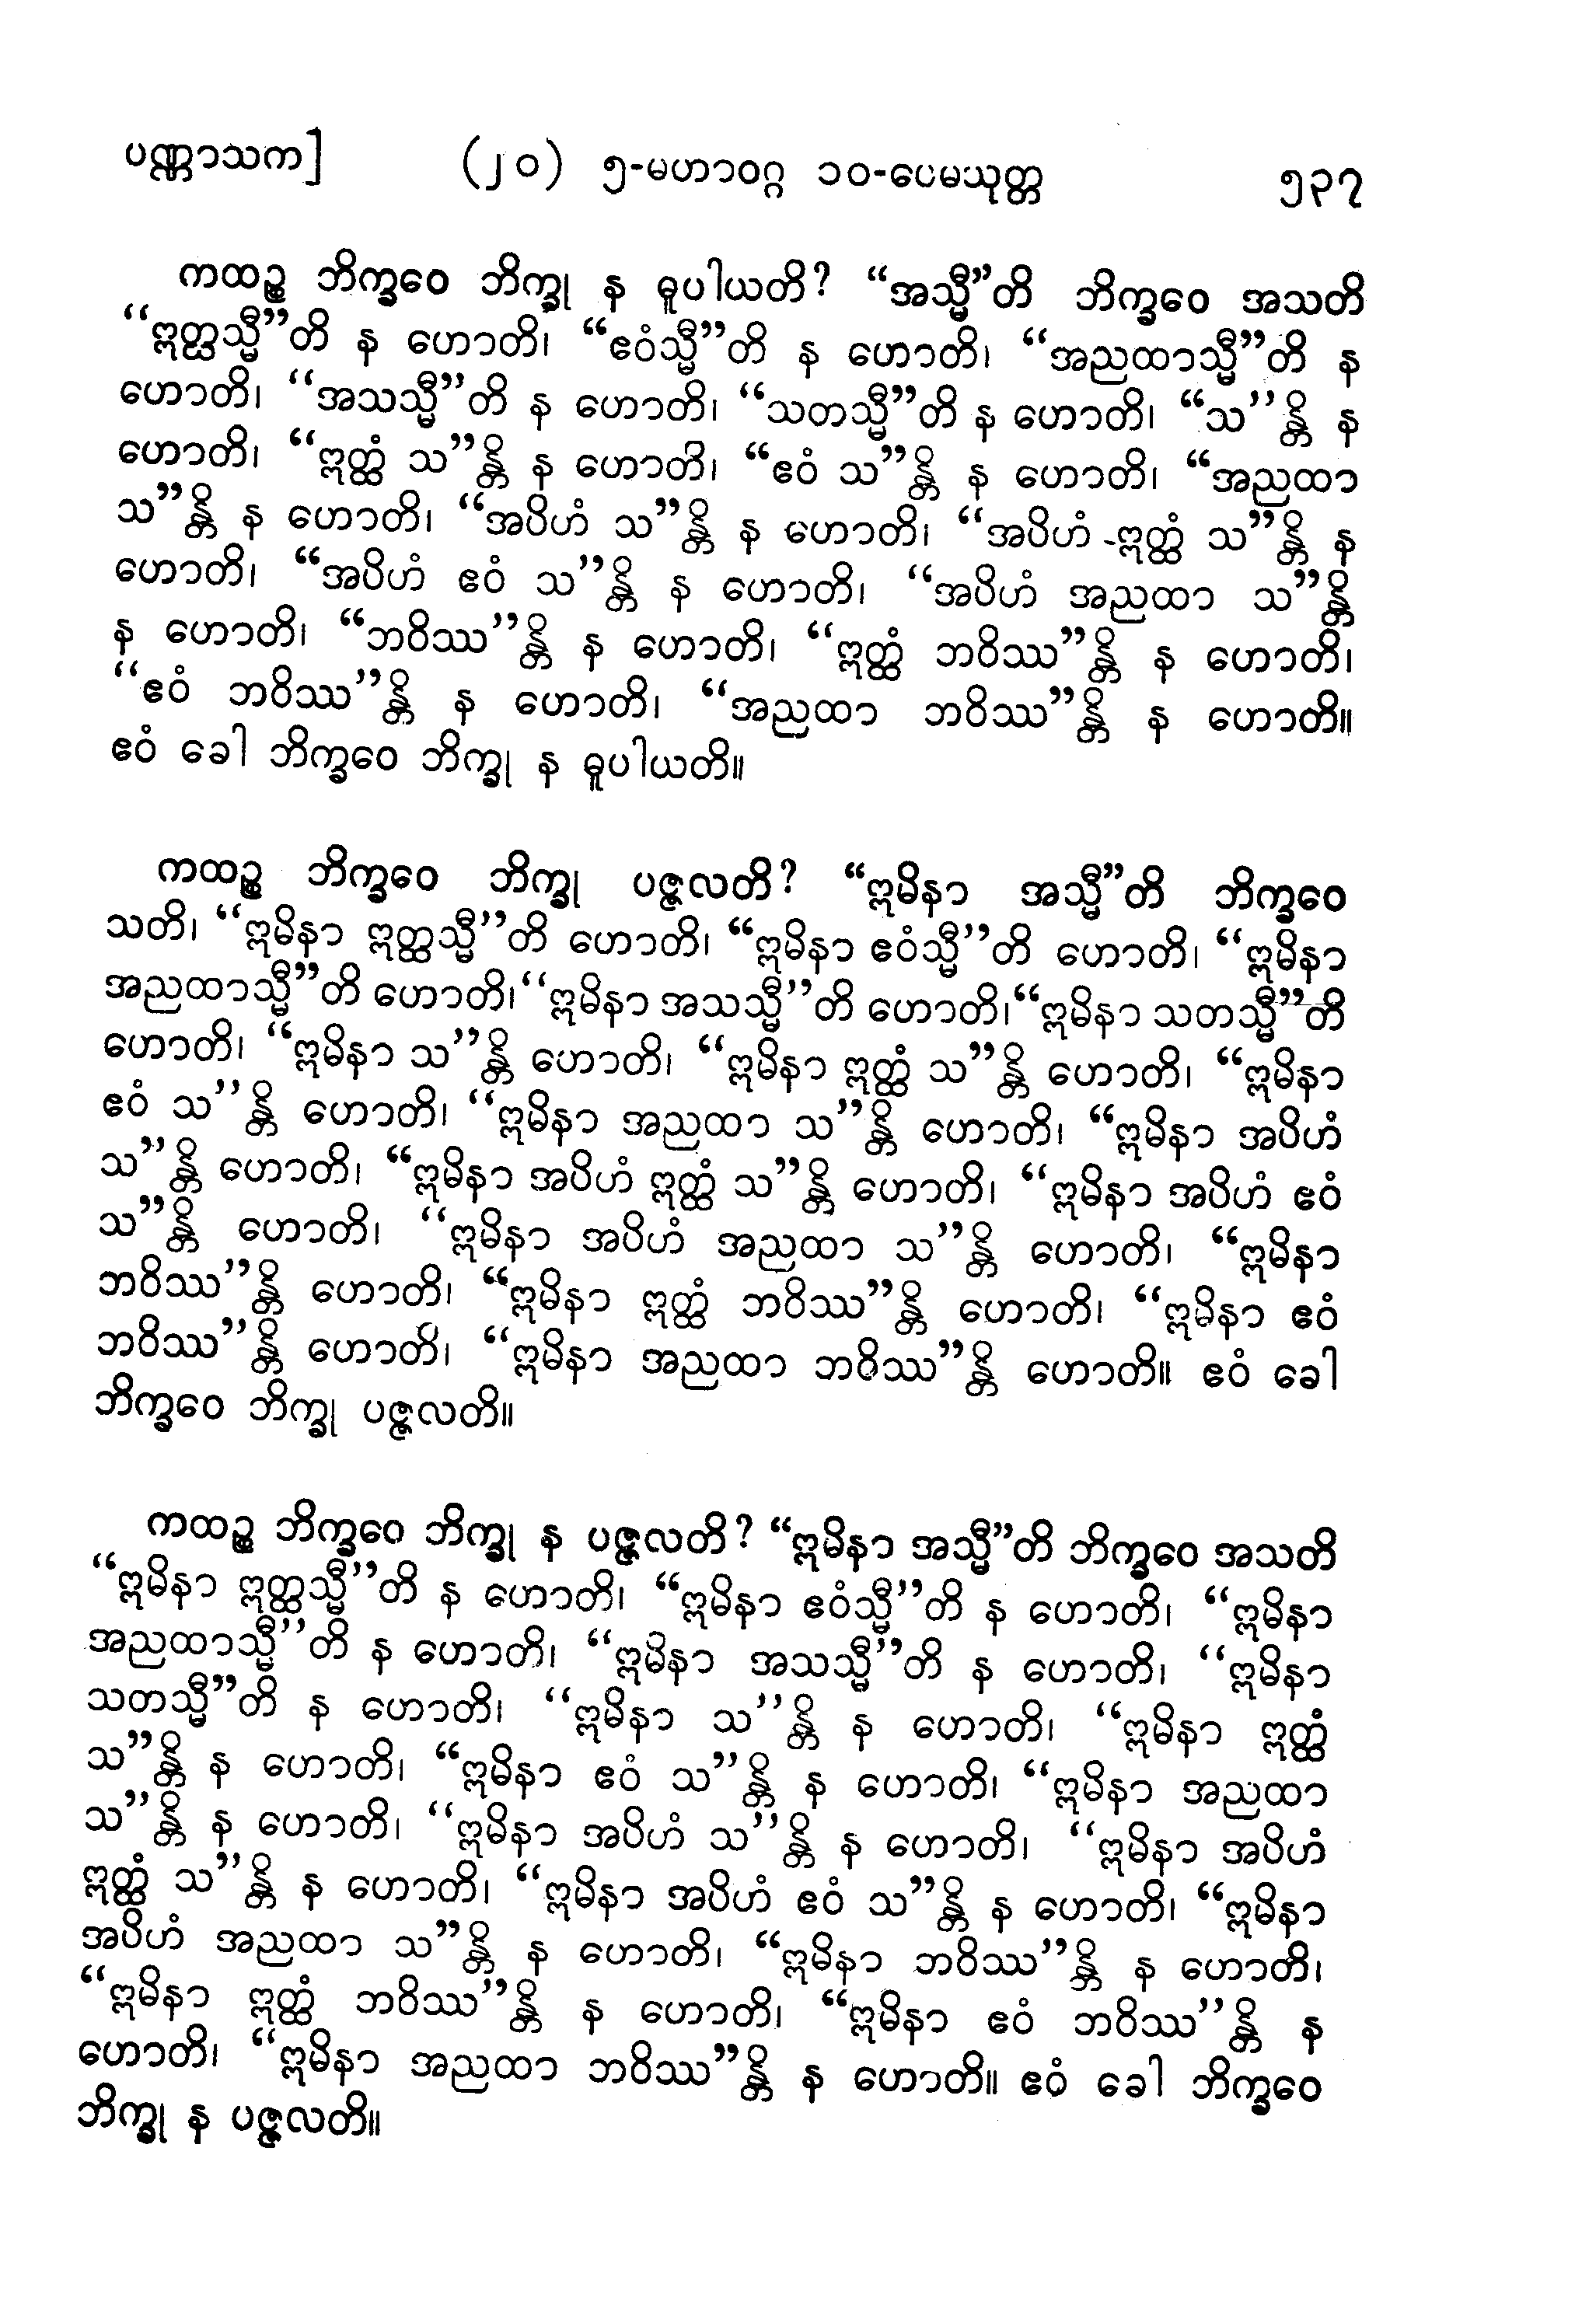 ပဏ္ဏာသက] (၂၀) ၅-မဟာဝဂ္ဂ ၁၀-ပေမသုတ္တ ၅၃၇
ကထဉ္စ ဘိက္ခဝေ ဘိက္ခု န ဓူပါယတိ? “အသ္မီ”တိ ဘိက္ခဝေ အသတိ
“ဣတ္ထသ္မီ”တိ န ဟောတိ၊ “ဧဝံသ္မီ”တိ န ဟောတိ၊ “အညထာသ္မီ”တိ န
ဟောတိ၊ “အသသ္မီ”တိ န ဟောတိ၊ “သတသ္မီ”တိ န ဟောတိ၊ “သ”န္တိ န
ဟောတိ၊ “ဣတ္ထံ သ”န္တိ န ဟောတိ၊ “ဧဝံ သ”န္တိ န ဟောတိ၊ “အညထာ
သ”န္တိ န ဟောတိ၊ “အပိဟံ သ”န္တိ န ဟောတိ၊ “အပိဟံ -ဣတ္ထံ သ”န္တိ န
ဟောတိ၊ “အပိဟံ ဧဝံ သ”န္တိ န ဟောတိ၊ “အပိဟံ အညထာ သ”န္တိ
န ဟောတိ၊ “ဘဝိဿ”န္တိ န ဟောတိ၊ “ဣတ္ထံ ဘဝိဿ”န္တိ န ဟောတိ၊
“ဧဝံ ဘဝိဿ”န္တိ န ဟောတိ၊ “အညထာ ဘဝိဿ”န္တိ န ဟောတိ။
ဧဝံ ခေါ ဘိက္ခဝေ ဘိက္ခု န ဓူပါယတိ။
ကထဉ္စ ဘိက္ခဝေ ဘိက္ခု ပဇ္ဇလတိ? “ဣမိနာ အသ္မီ”တိ ဘိက္ခဝေ
သတိ၊ “ဣမိနာ ဣတ္ထသ္မီ”တိ ဟောတိ၊ “ဣမိနာ ဧဝံသ္မီ”တိ ဟောတိ၊ “ဣမိနာ
အညထာသ္မီ”တိ ဟောတိ၊“ဣမိနာ အသသ္မီ”တိ ဟောတိ၊“ဣမိနာ သတသ္မီ”တိ
ဟောတိ၊ “ဣမိနာ သ”န္တိ ဟောတိ၊ “ဣမိနာ ဣတ္ထံ သ”န္တိ ဟောတိ၊ “ဣမိနာ
ဧဝံ သ”န္တိ ဟောတိ၊ “ဣမိနာ အညထာ သ”န္တိ ဟောတိ၊ “ဣမိနာ အပိဟံ
သ”န္တိ ဟောတိ၊ “ဣမိနာ အပိဟံ ဣတ္ထံ သ”န္တိ ဟောတိ၊ “ဣမိနာ အပိဟံ ဧဝံ
သ”န္တိ ဟောတိ၊ “ဣမိနာ အပိဟံ အညထာ သ”န္တိ ဟောတိ၊ “ဣမိနာ
ဘဝိဿ”န္တိ ဟောတိ၊ “ဣမိနာ ဣတ္ထံ ဘဝိဿ”န္တိ ဟောတိ၊ “ဣမိနာ ဧဝံ
ဘဝိဿ”န္တိ ဟောတိ၊ “ဣမိနာ အညထာ ဘဝိဿ”န္တိ ဟောတိ။ ဧဝံ ခေါ
ဘိက္ခဝေ ဘိက္ခု ပဇ္ဇလတိ။
ကထဉ္စ ဘိက္ခဝေ ဘိက္ခု န ပဇ္ဇလတိ? “ဣမိနာ အသ္မီ”တိ ဘိက္ခဝေ အသတိ
“ဣမိနာ ဣတ္ထသ္မီ”တိ န ဟောတိ၊ “ဣမိနာ ဧဝံသ္မီ”တိ န ဟောတိ၊ “ဣမိနာ
အညထာသ္မီ”တိ န ဟောတိ၊ “ဣမိနာ အသသ္မီ”တိ န ဟောတိ၊ “ဣမိနာ
သတသ္မီ”တိ န ဟောတိ၊ “ဣမိနာ သ”န္တိ န ဟောတိ၊ “ဣမိနာ ဣတ္ထံ
သ”န္တိ န ဟောတိ၊ “ဣမိနာ ဧဝံ သ”န္တိ န ဟောတိ၊ “ဣမိနာ အညထာ
သ”န္တိ န ဟောတိ၊ “ဣမိနာ အပိဟံ သ”န္တိ န ဟောတိ၊ “ဣမိနာ အပိဟံ
ဣတ္ထံ သ”န္တိ န ဟောတိ၊ “ဣမိနာ အပိဟံ ဧဝံ သ”န္တိ န ဟောတိ၊ “ဣမိနာ
အပိဟံ အညထာ သ”န္တိ န ဟောတိ၊ “ဣမိနာ ဘဝိဿ”န္တိ န ဟောတိ၊
“ဣမိနာ ဣတ္ထံ ဘဝိဿ”န္တိ န ဟောတိ၊ “ဣမိနာ ဧဝံ ဘဝိဿ”န္တိ န
ဟောတိ၊ “ဣမိနာ အညထာ ဘဝိဿ”န္တိ န ဟောတိ။ ဧဝံ ခေါ ဘိက္ခဝေ
ဘိက္ခု န ပဇ္ဇလတိ။